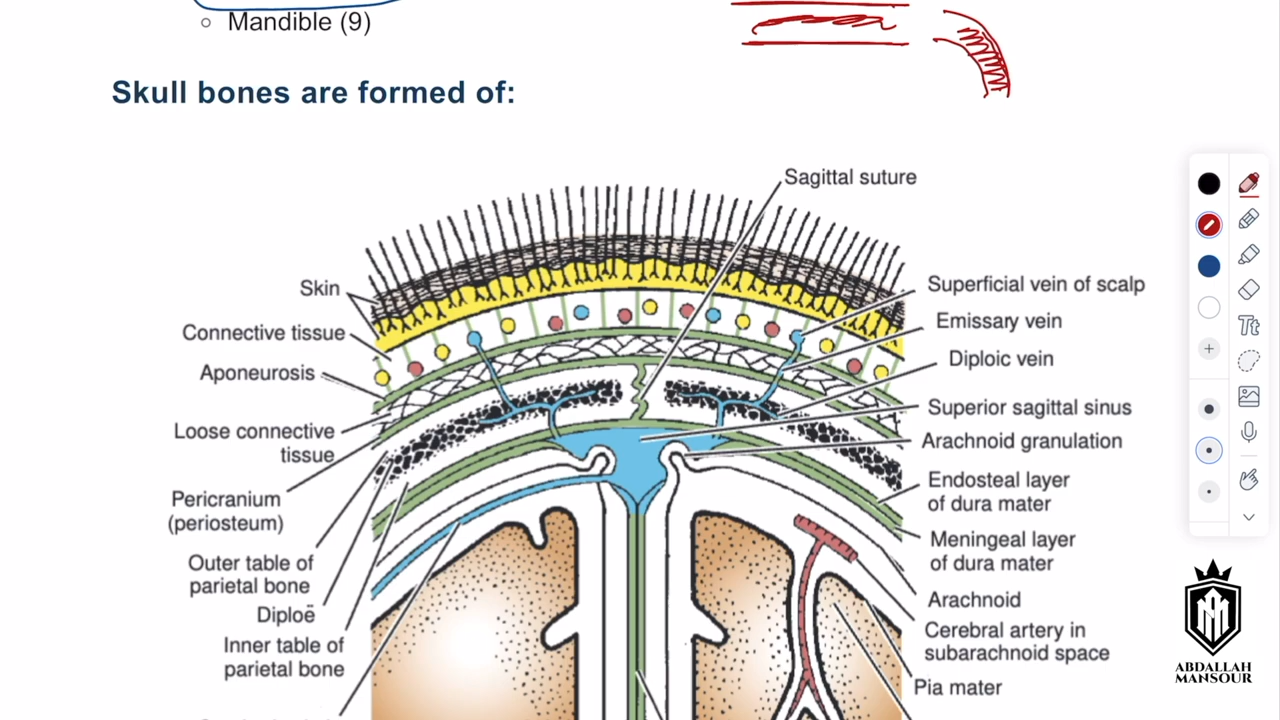 Mandible (9)
Skull bones are formed of:
Sagittal suture
Skin
Connective tissue
Aponeurosis
Loose connective
tissue
Pericranium
(periosteum)
Outer table of
parietal bone
Diploë
Inner table of
parietal bone
Superficial vein of scalp
Emissary vein
Diploic vein
Superior sagittal sinus
Arachnoid granulation
Endosteal layer
of dura mater
Meningeal layer
of dura mater
Arachnoid
Cerebral artery in
subarachnoid space
Pia mater
Tt
ABDALLAH
MANSOUR